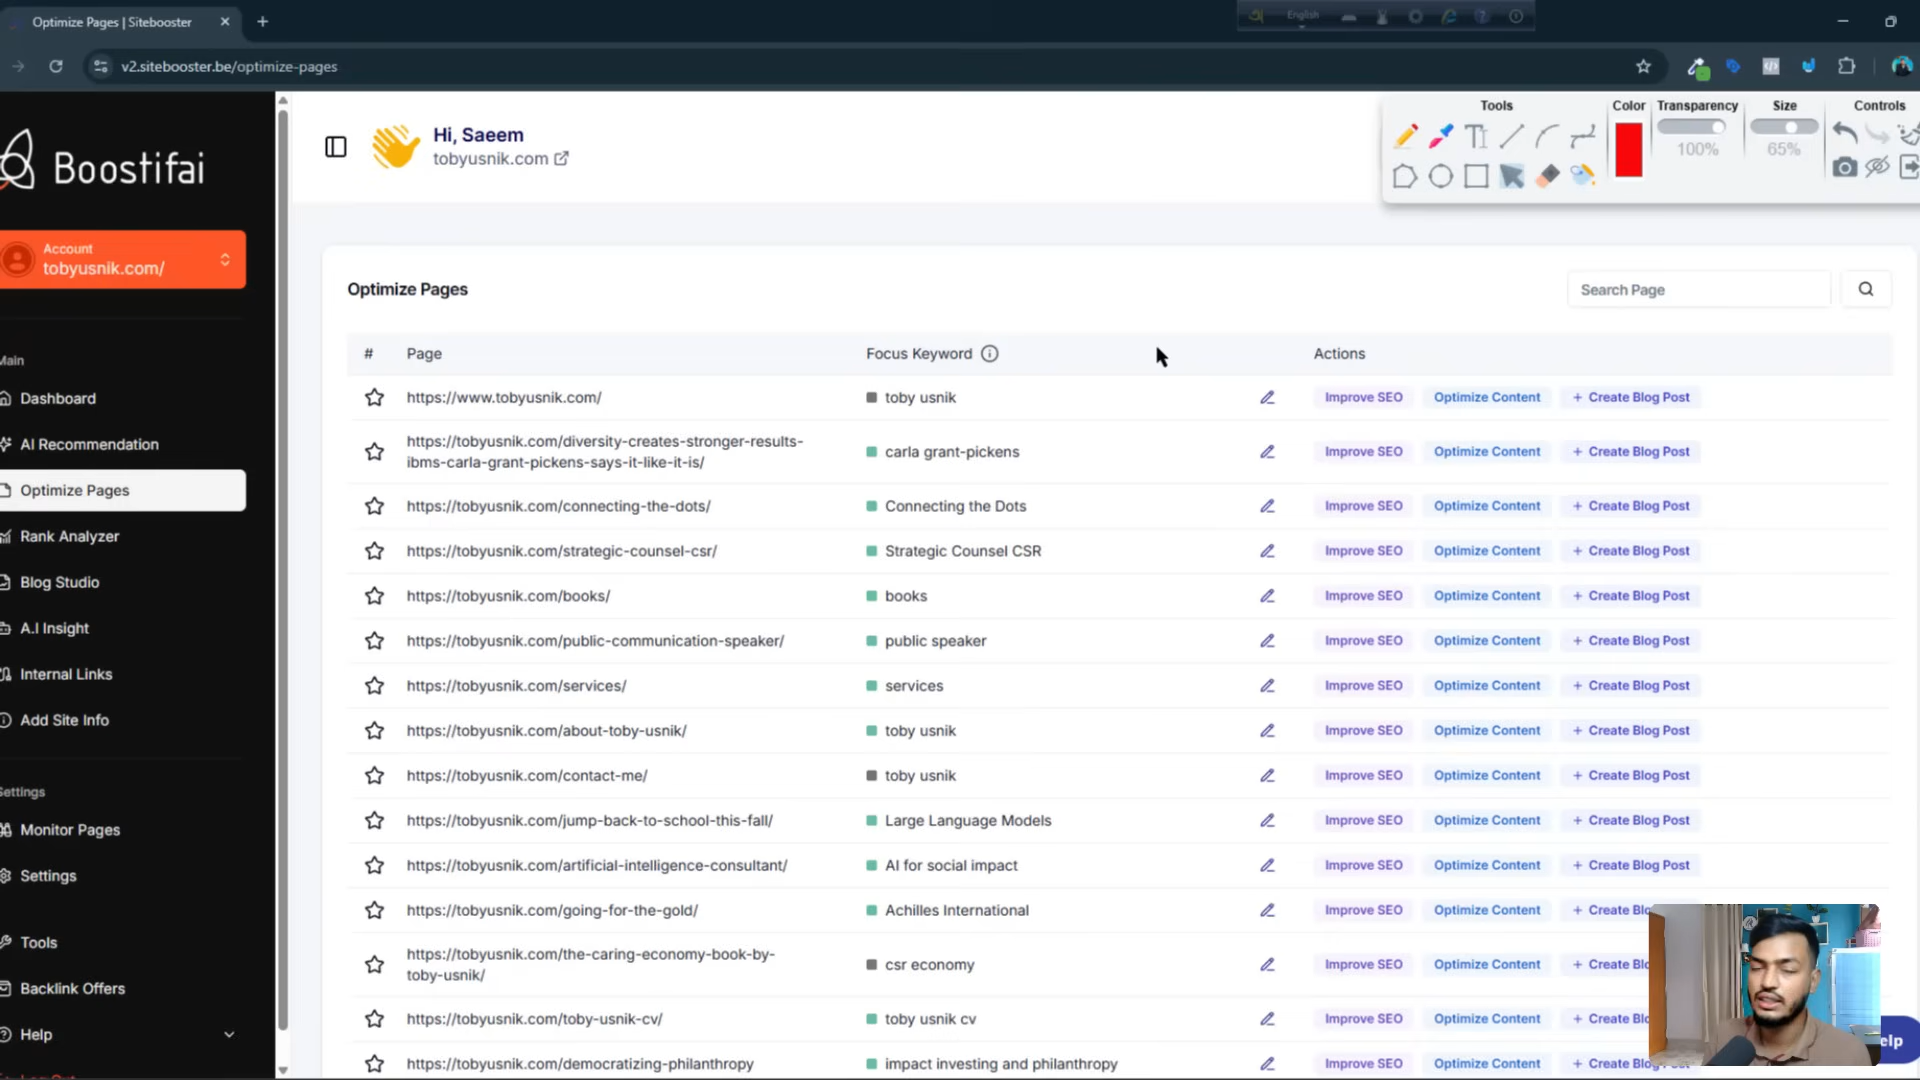 Optimize Pages | Sitebooster
English
v2.sitebooster.be/optimize-pages
Boostifai
Account
tobyusnik.com/
Main
Dashboard
AI Recommendation
Optimize Pages
Rank Analyzer
Blog Studio
A.I Insight
Internal Links
Add Site Info
Settings
Monitor Pages
Settings
Tools
Backlink Offers
Help
Hi, Saeem
tobyusnik.com
Tools Color Transparency Size Controls
100% 65%
Optimize Pages
Search Page
# Page Focus Keyword Actions
https://www.tobyusnik.com/ toby usnik Improve SEO Optimize Content + Create Blog Post
https://tobyusnik.com/diversity-creates-stronger-results-
ibms-carla-grant-pickens-says-it-like-it-is/ carla grant-pickens Improve SEO Optimize Content + Create Blog Post
https://tobyusnik.com/connecting-the-dots/ Connecting the Dots Improve SEO Optimize Content + Create Blog Post
https://tobyusnik.com/strategic-counsel-csr/ Strategic Counsel CSR Improve SEO Optimize Content + Create Blog Post
https://tobyusnik.com/books/ books Improve SEO Optimize Content + Create Blog Post
https://tobyusnik.com/public-communication-speaker/ public speaker Improve SEO Optimize Content + Create Blog Post
https://tobyusnik.com/services/ services Improve SEO Optimize Content + Create Blog Post
https://tobyusnik.com/about-toby-usnik/ toby usnik Improve SEO Optimize Content + Create Blog Post
https://tobyusnik.com/contact-me/ toby usnik Improve SEO Optimize Content + Create Blog Post
https://tobyusnik.com/jump-back-to-school-this-fall/ Large Language Models Improve SEO Optimize Content + Create Blog Post
https://tobyusnik.com/artificial-intelligence-consultant/ AI for social impact Improve SEO Optimize Content + Create Blog Post
https://tobyusnik.com/going-for-the-gold/ Achilles International Improve SEO Optimize Content + Create
https://tobyusnik.com/the-caring-economy-book-by-
toby-usnik/ csr economy Improve SEO Optimize Content + Create
https://tobyusnik.com/toby-usnik-cv/ toby usnik cv Improve SEO Optimize Content + Create
https://tobyusnik.com/democratizing-philanthropy impact investing and philanthropy Improve SEO Optimize Content + Create